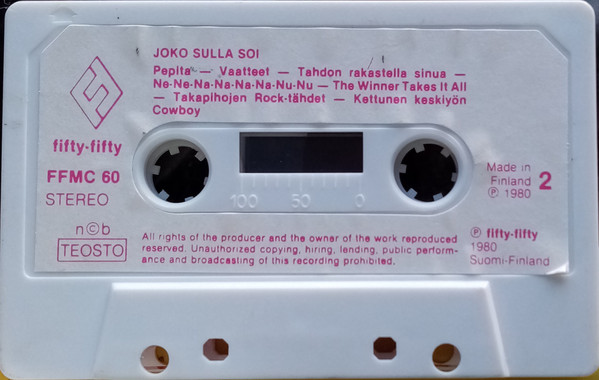 JOKO SULLA SOI
Pepita — Vaatteet — Tahdon rakastella sinua —
Ne-Ne-Na-Na-Na-Na-Nu-Nu — The Winner Takes It All
— Takapihojen Rock-tähdet — Kettunen keskiyön
Cowboy
fifty-fifty
FFMC 60
STEREO
n©b
TEOSTO
100 50 0
Made in
Finland
℗ 1980
2
All rights of the producer and the owner of the work reproduced
reserved. Unauthorized copying, hiring, lending, public perform-
ance and broadcasting of this recording prohibited.
℗ fifty-fifty
1980
Suomi-Finland